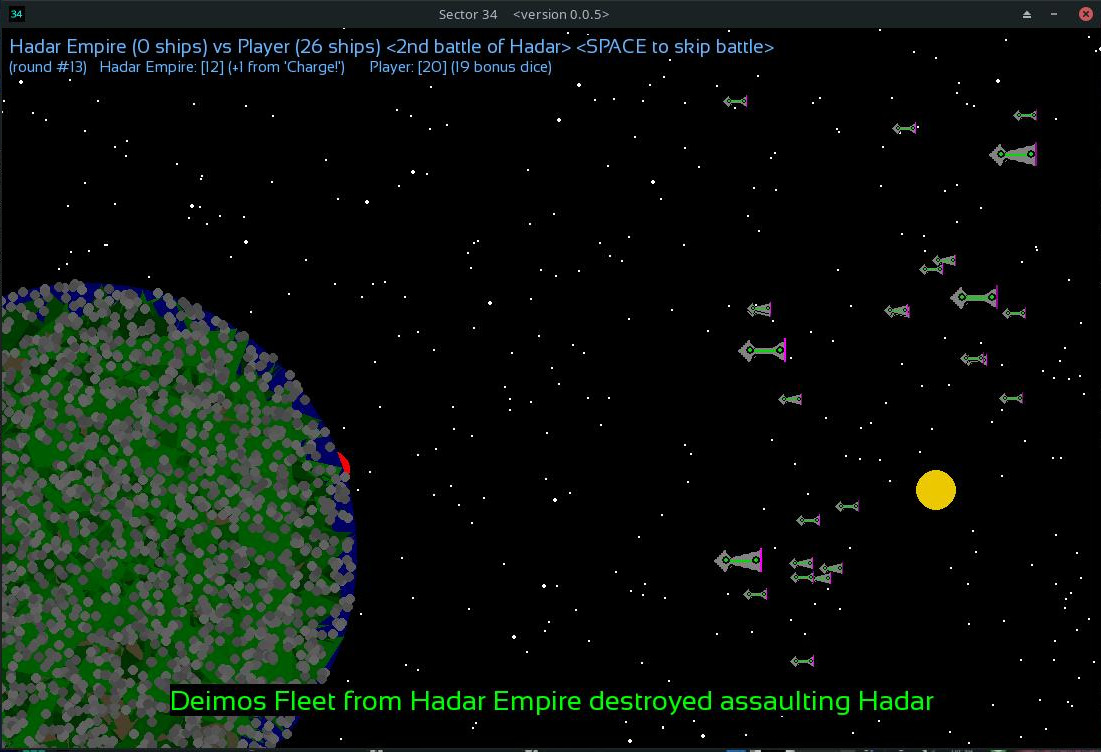 34 Sector 34 <version 0.0.5>
Hadar Empire (0 ships) vs Player (26 ships) <2nd battle of Hadar> <SPACE to skip battle>
(round #13) Hadar Empire: [12] (+1 from 'Charge!') Player: [20] (19 bonus dice)
Deimos Fleet from Hadar Empire destroyed assaulting Hadar